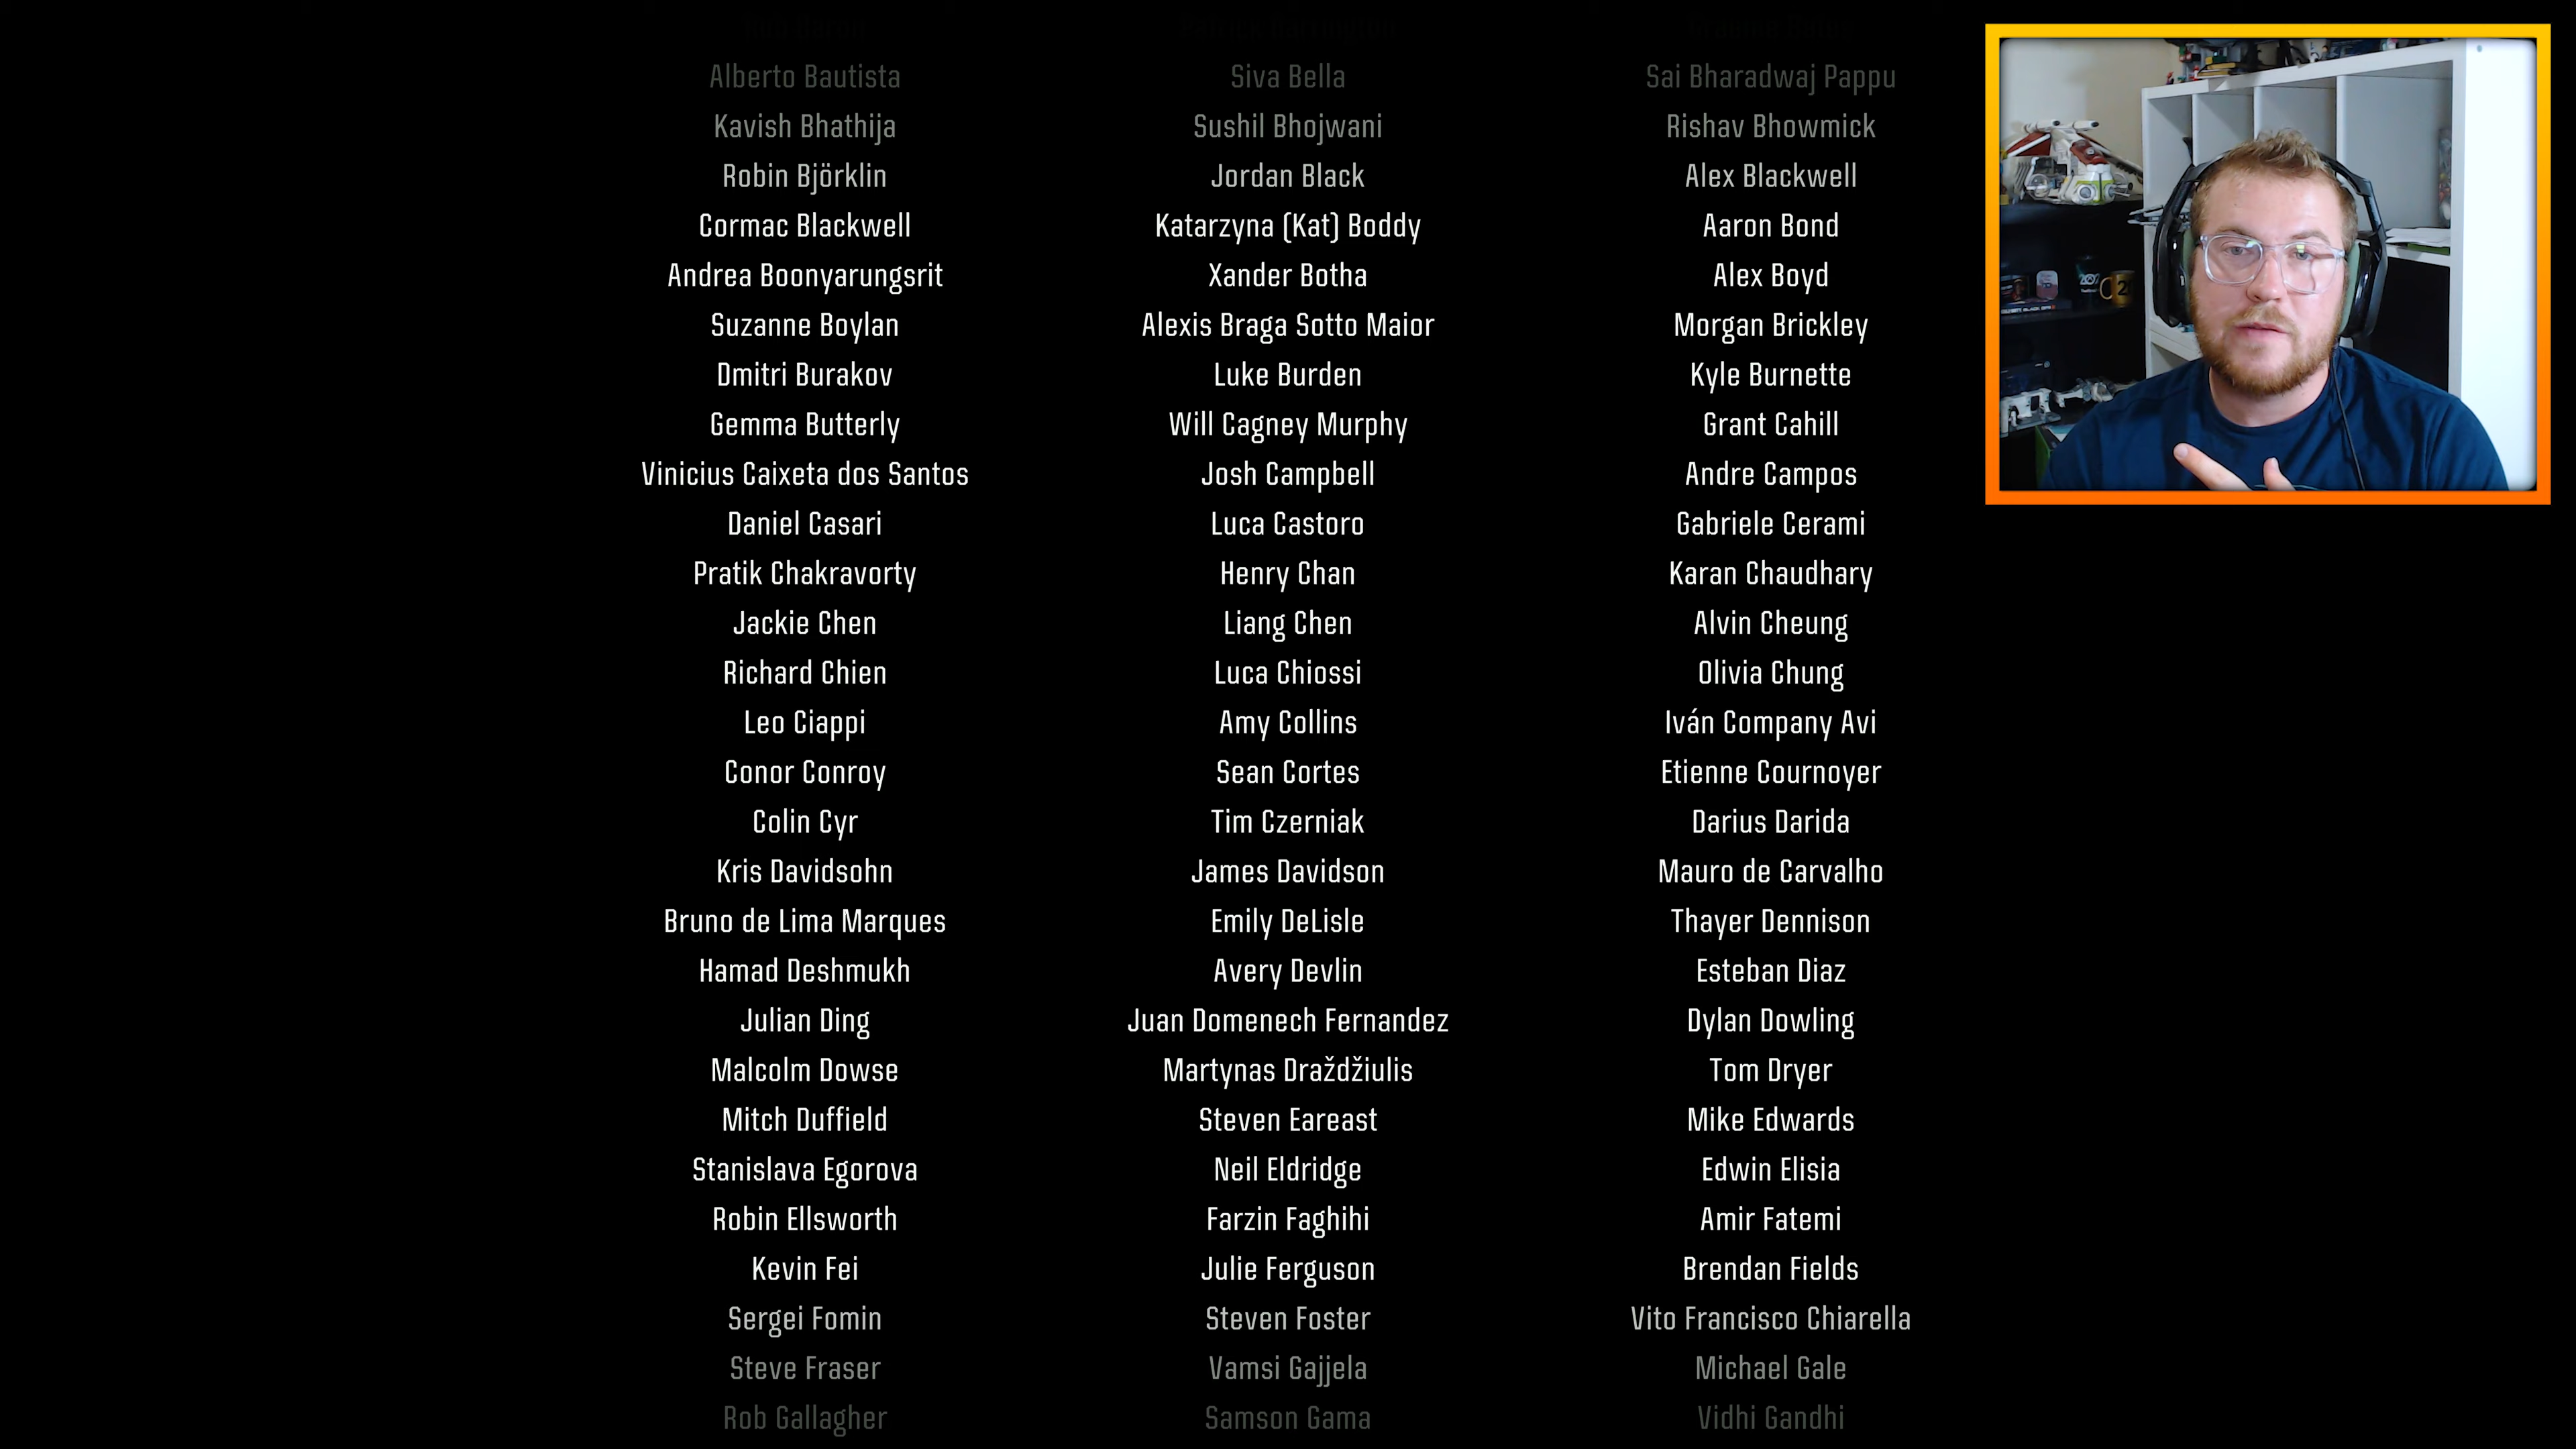 Alberto Bautista Siva Bella Sai Bharadwaj Pappu
Kavish Bhathija Sushil Bhojwani Rishav Bhowmick
Robin Björklin Jordan Black Alex Blackwell
Cormac Blackwell Katarzyna (Kat) Boddy Aaron Bond
Andrea Boonyarungsrit Xander Botha Alex Boyd
Suzanne Boylan Alexis Braga Sotto Maior Morgan Brickley
Dmitri Burakov Luke Burden Kyle Burnette
Gemma Butterly Will Cagney Murphy Grant Cahill
Vinicius Caixeta dos Santos Josh Campbell Andre Campos
Daniel Casari Luca Castoro Gabriele Cerami
Pratik Chakravorty Henry Chan Karan Chaudhary
Jackie Chen Liang Chen Alvin Cheung
Richard Chien Luca Chiossi Olivia Chung
Leo Ciappi Amy Collins Iván Company Avi
Conor Conroy Sean Cortes Etienne Cournoyer
Colin Cyr Tim Czerniak Darius Darida
Kris Davidsohn James Davidson Mauro de Carvalho
Bruno de Lima Marques Emily DeLisle Thayer Dennison
Hamad Deshmukh Avery Devlin Esteban Diaz
Julian Ding Juan Domenech Fernandez Dylan Dowling
Malcolm Dowse Martynas Draždžiulis Tom Dryer
Mitch Duffield Steven Eareast Mike Edwards
Stanislava Egorova Neil Eldridge Edwin Elisia
Robin Ellsworth Farzin Faghihi Amir Fatemi
Kevin Fei Julie Ferguson Brendan Fields
Sergei Fomin Steven Foster Vito Francisco Chiarella
Steve Fraser Vamsi Gajjela Michael Gale
Rob Gallagher Samson Gama Vidhi Gandhi